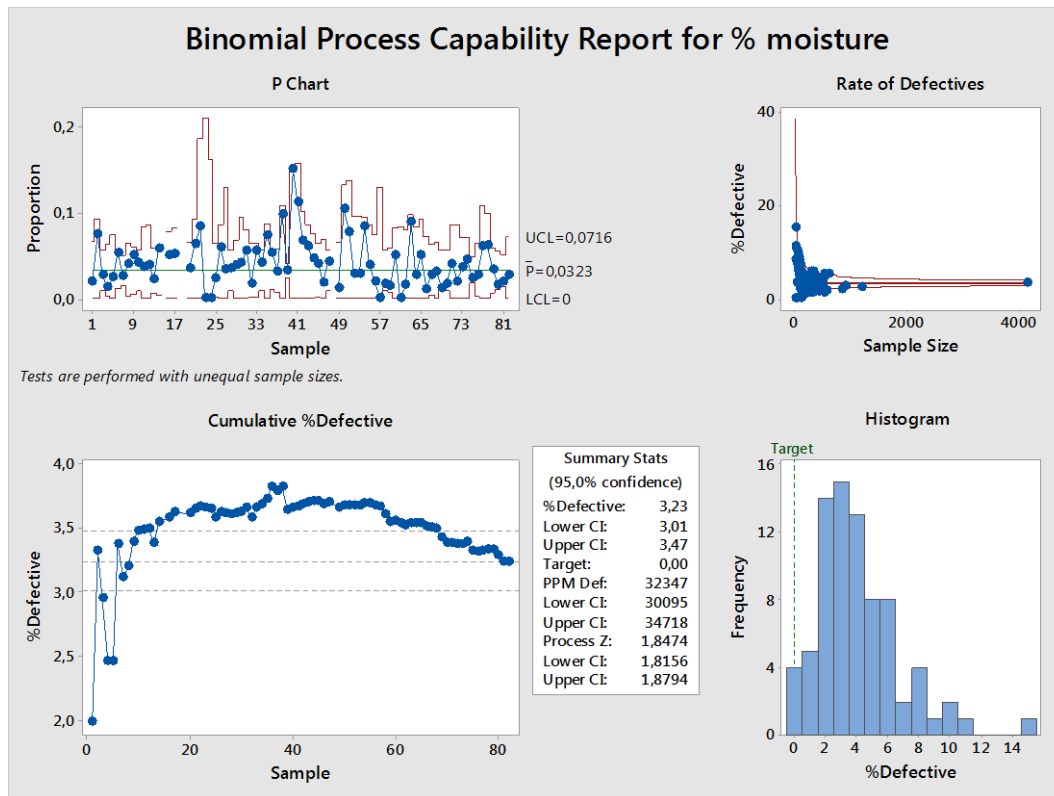 Binomial Process Capability Report for % moisture
P Chart
Proportion
0,2
0,1
0,0
1 9 17 25 33 41 49 57 65 73 81
Sample
UCL=0,0716
P̅=0,0323
LCL=0
Tests are performed with unequal sample sizes.
Rate of Defectives
%Defective
40
20
0
0 2000 4000
Sample Size
Cumulative %Defective
%Defective
4,0
3,5
3,0
2,5
2,0
0 20 40 60 80
Sample
Summary Stats
(95,0% confidence)
%Defective: 3,23
Lower CI: 3,01
Upper CI: 3,47
Target: 0,00
PPM Def: 32347
Lower CI: 30095
Upper CI: 34718
Process Z: 1,8474
Lower CI: 1,8156
Upper CI: 1,8794
Histogram
Target
Frequency
16
12
8
4
0
0 2 4 6 8 10 12 14
%Defective